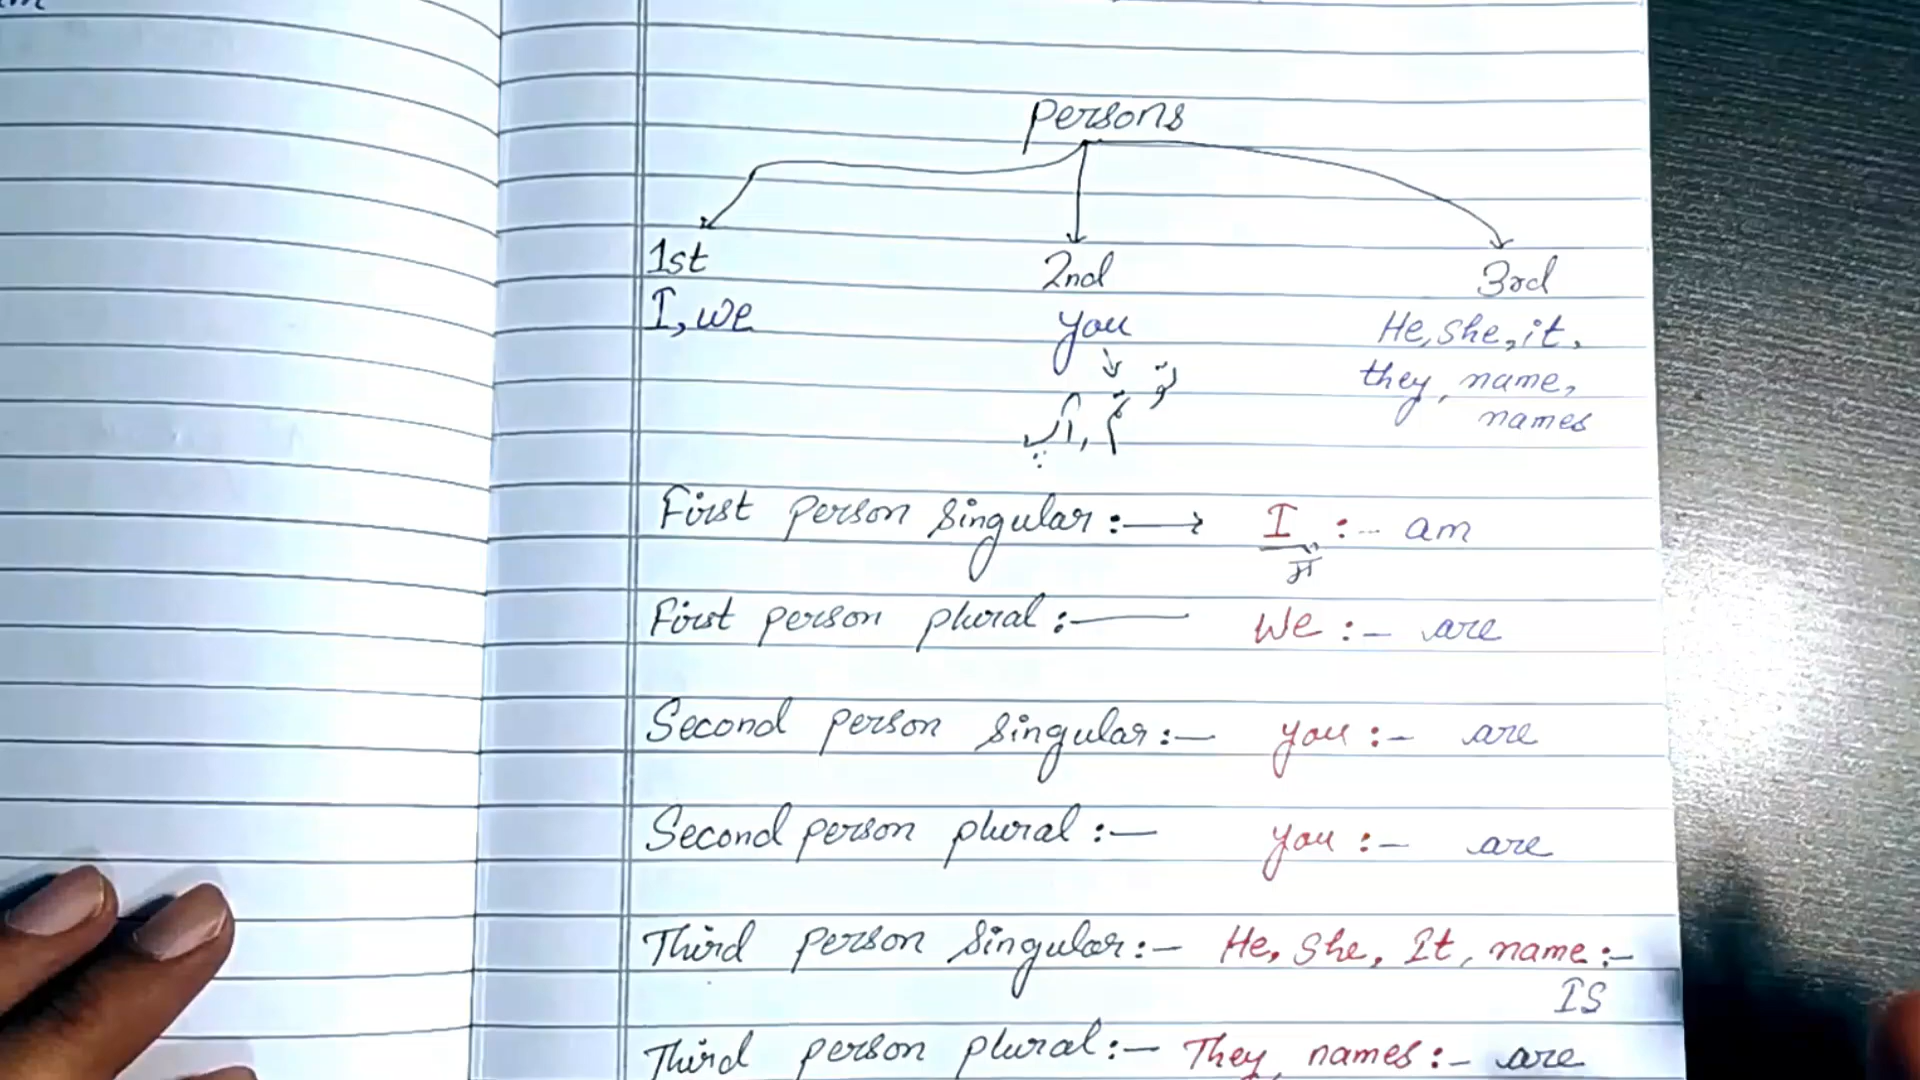 Persons
1st 2nd 3rd
I, we you He, she, it,
they, name,
names
تو
تم, آپ
First person singular :→ I :- am
First person plural :— We :- are
Second person singular :— you :- are
Second person plural :— you :- are
Third person singular :- He, She, It, name :-
IS
Third person plural :- They, names :- are